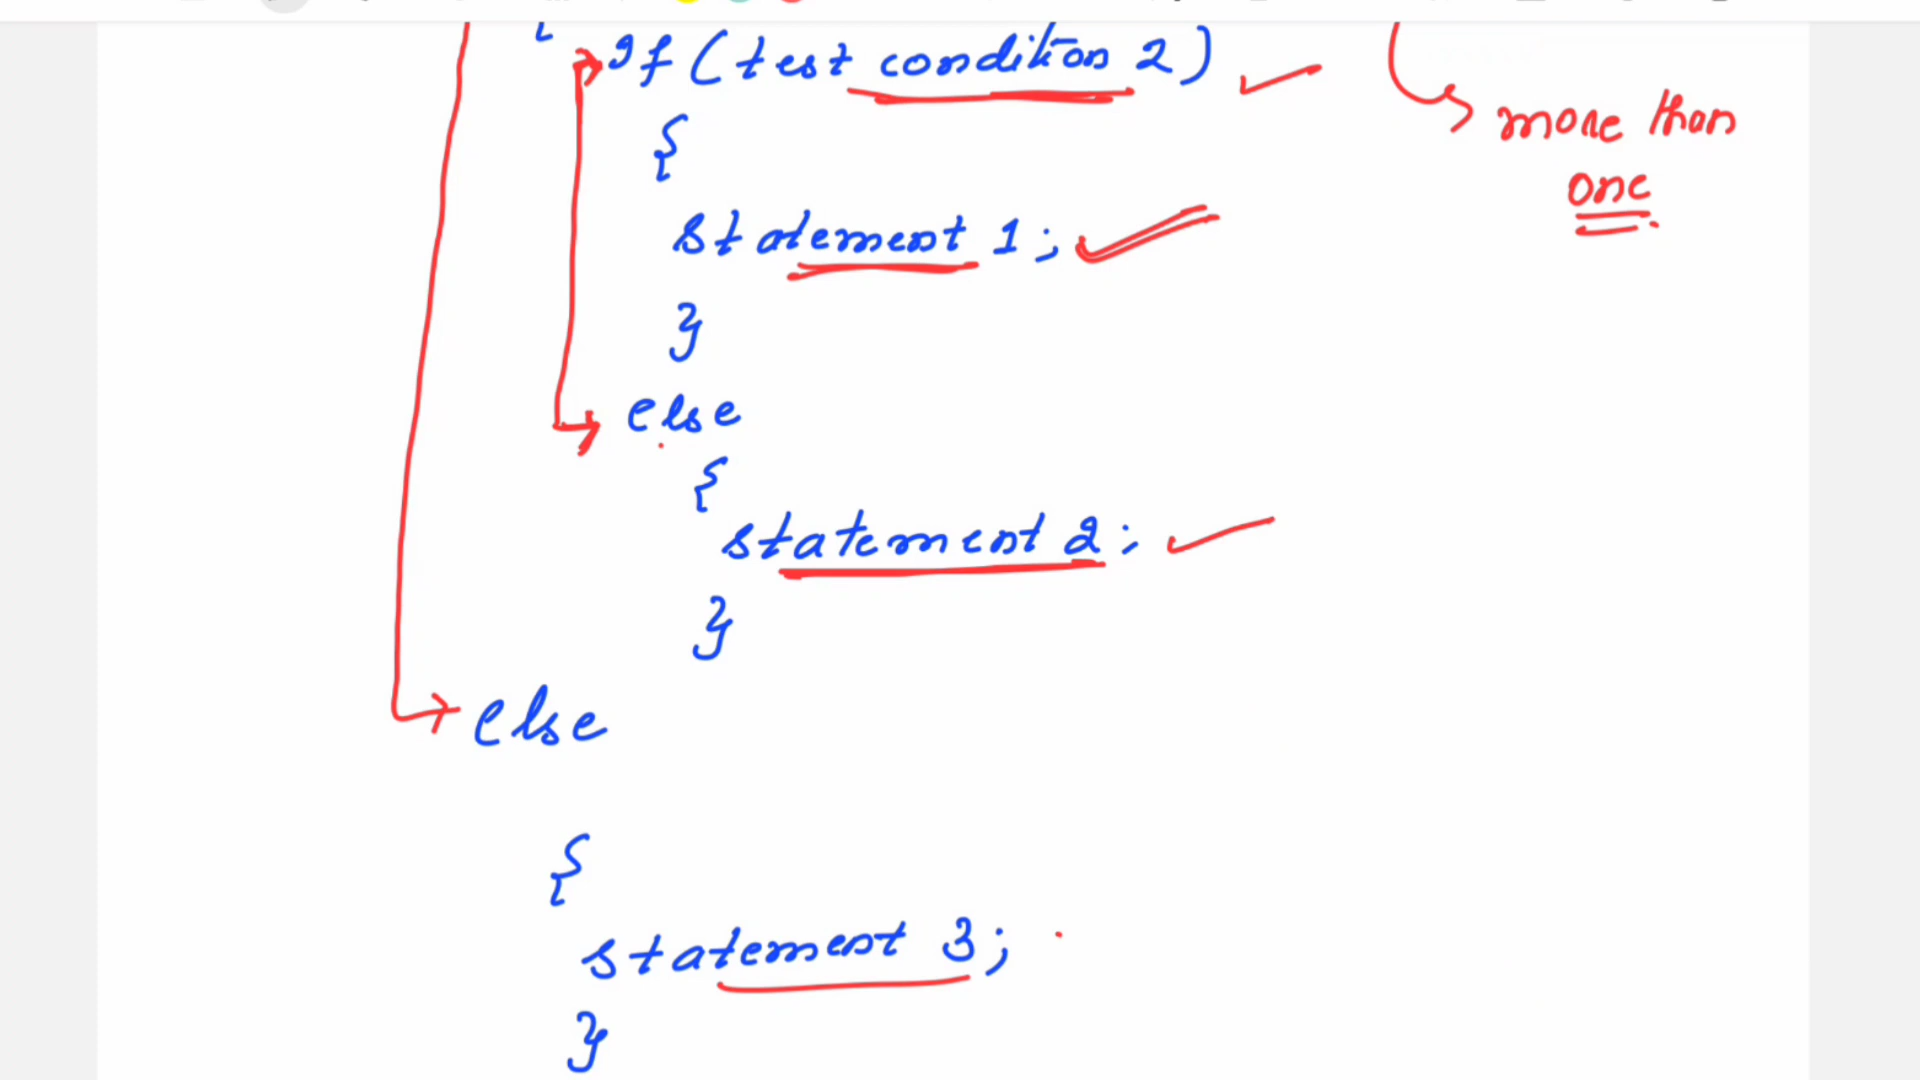 If (test condition 2)
more than
one
{
statement 1;
}
else
{
statement 2;
}
else
{
statement 3;
}